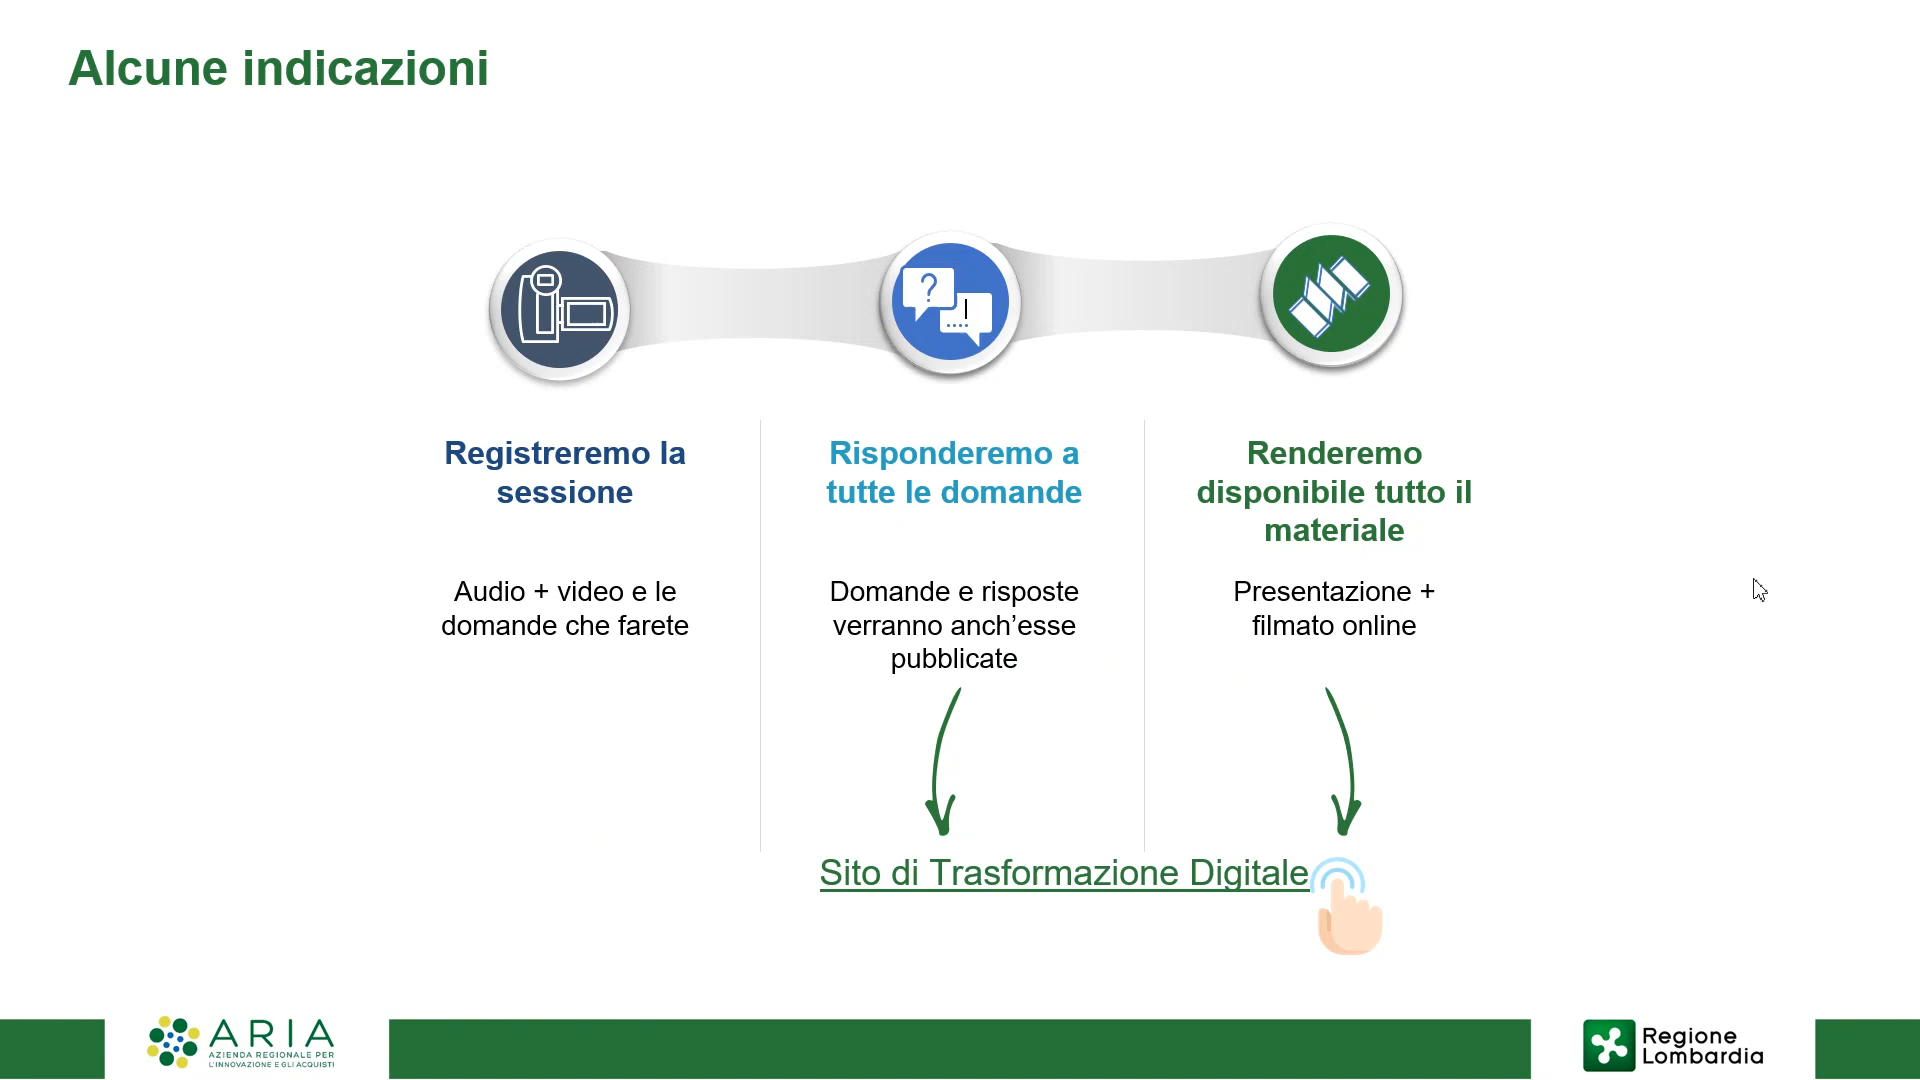 Alcune indicazioni
?
Registreremo la
sessione
Audio + video e le
domande che farete
Risponderemo a
tutte le domande
Domande e risposte
verranno anch’esse
pubblicate
Renderemo
disponibile tutto il
materiale
Presentazione +
filmato online
Sito di Trasformazione Digitale
ARIA
AZIENDA REGIONALE PER
L'INNOVAZIONE E GLI ACQUISTI
Regione
Lombardia